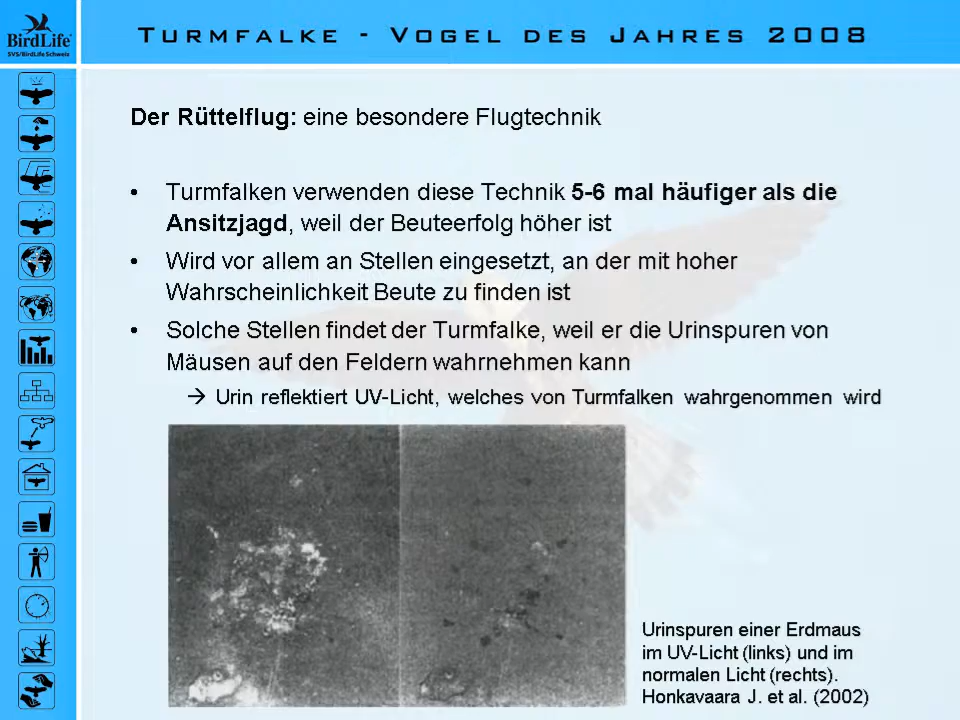 BirdLife
SVS/BirdLife Schweiz
TURMFALKE - VOGEL DES JAHRES 2008
Der Rüttelflug: eine besondere Flugtechnik
• Turmfalken verwenden diese Technik 5-6 mal häufiger als die
Ansitzjagd, weil der Beuteerfolg höher ist
• Wird vor allem an Stellen eingesetzt, an der mit hoher
Wahrscheinlichkeit Beute zu finden ist
• Solche Stellen findet der Turmfalke, weil er die Urinspuren von
Mäusen auf den Feldern wahrnehmen kann
→ Urin reflektiert UV-Licht, welches von Turmfalken wahrgenommen wird
Urinspuren einer Erdmaus
im UV-Licht (links) und im
normalen Licht (rechts).
Honkavaara J. et al. (2002)